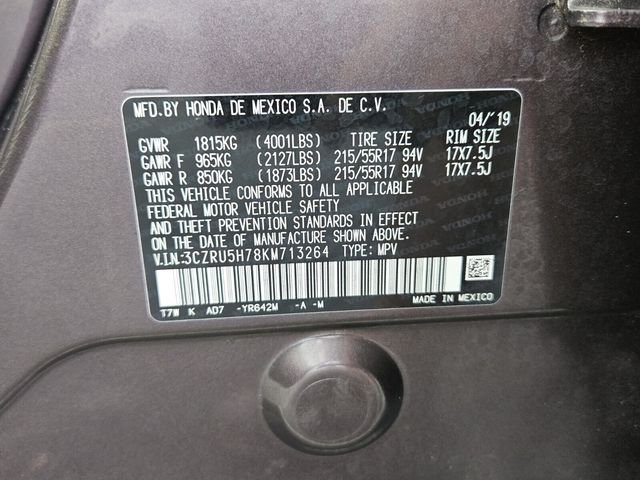 MFD.BY HONDA DE MEXICO S.A. DE C.V. 04/'19
GVWR 1815KG (4001LBS) TIRE SIZE RIM SIZE
GAWR F 965KG (2127LBS) 215/55R17 94V 17X7.5J
GAWR R 850KG (1873LBS) 215/55R17 94V 17X7.5J
THIS VEHICLE CONFORMS TO ALL APPLICABLE
FEDERAL MOTOR VEHICLE SAFETY
AND THEFT PREVENTION STANDARDS IN EFFECT
ON THE DATE OF MANUFACTURE SHOWN ABOVE.
V.I.N.:3CZRU5H78KM713264 TYPE: MPV
T7W K AD7 -YR642M -A -M MADE IN MEXICO
HONDA